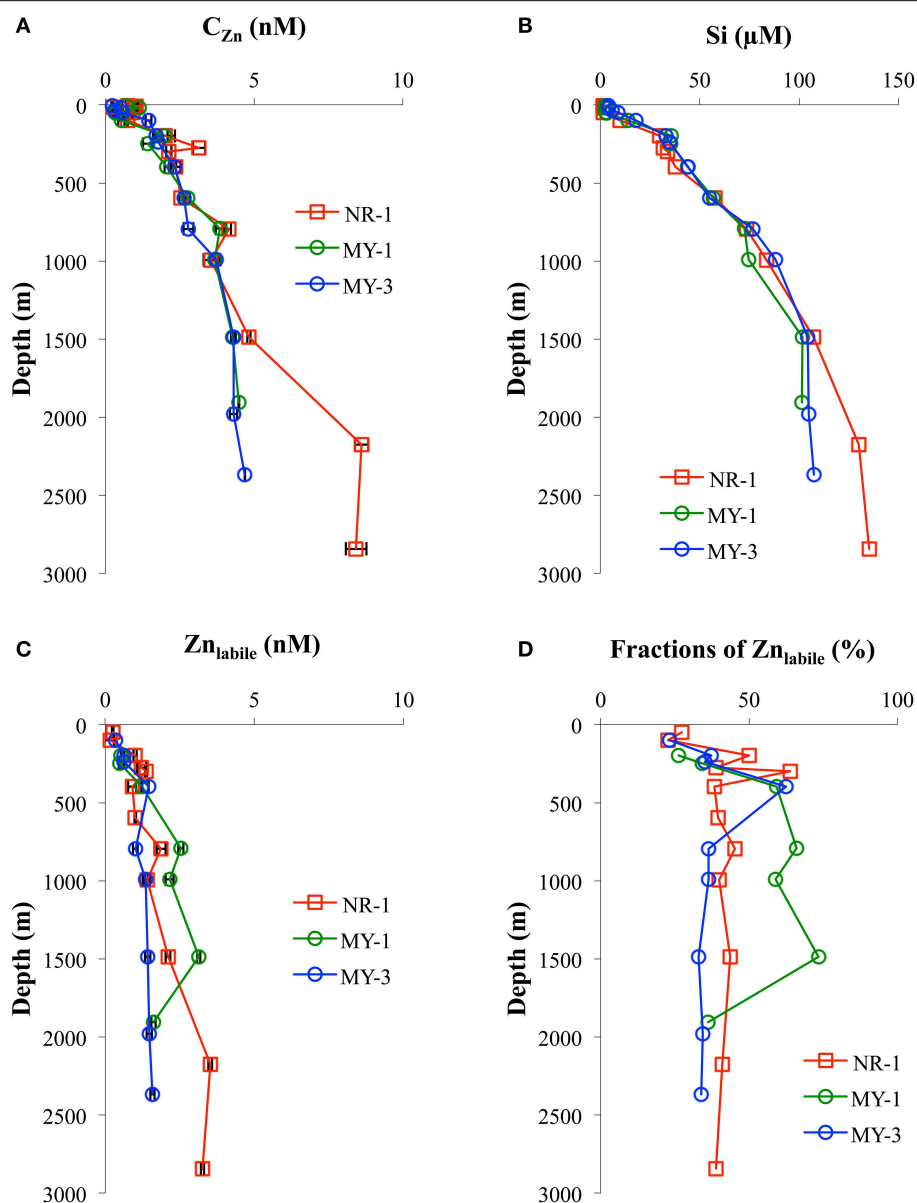 A
C_Zn (nM)
0 5 10
0
500
1000
1500
2000
2500
3000
Depth (m)
NR-1
MY-1
MY-3
B
Si (µM)
0 50 100 150
0
500
1000
1500
2000
2500
3000
Depth (m)
NR-1
MY-1
MY-3
C
Zn_labile (nM)
0 5 10
0
500
1000
1500
2000
2500
3000
Depth (m)
NR-1
MY-1
MY-3
D
Fractions of Zn_labile (%)
0 50 100
0
500
1000
1500
2000
2500
3000
Depth (m)
NR-1
MY-1
MY-3